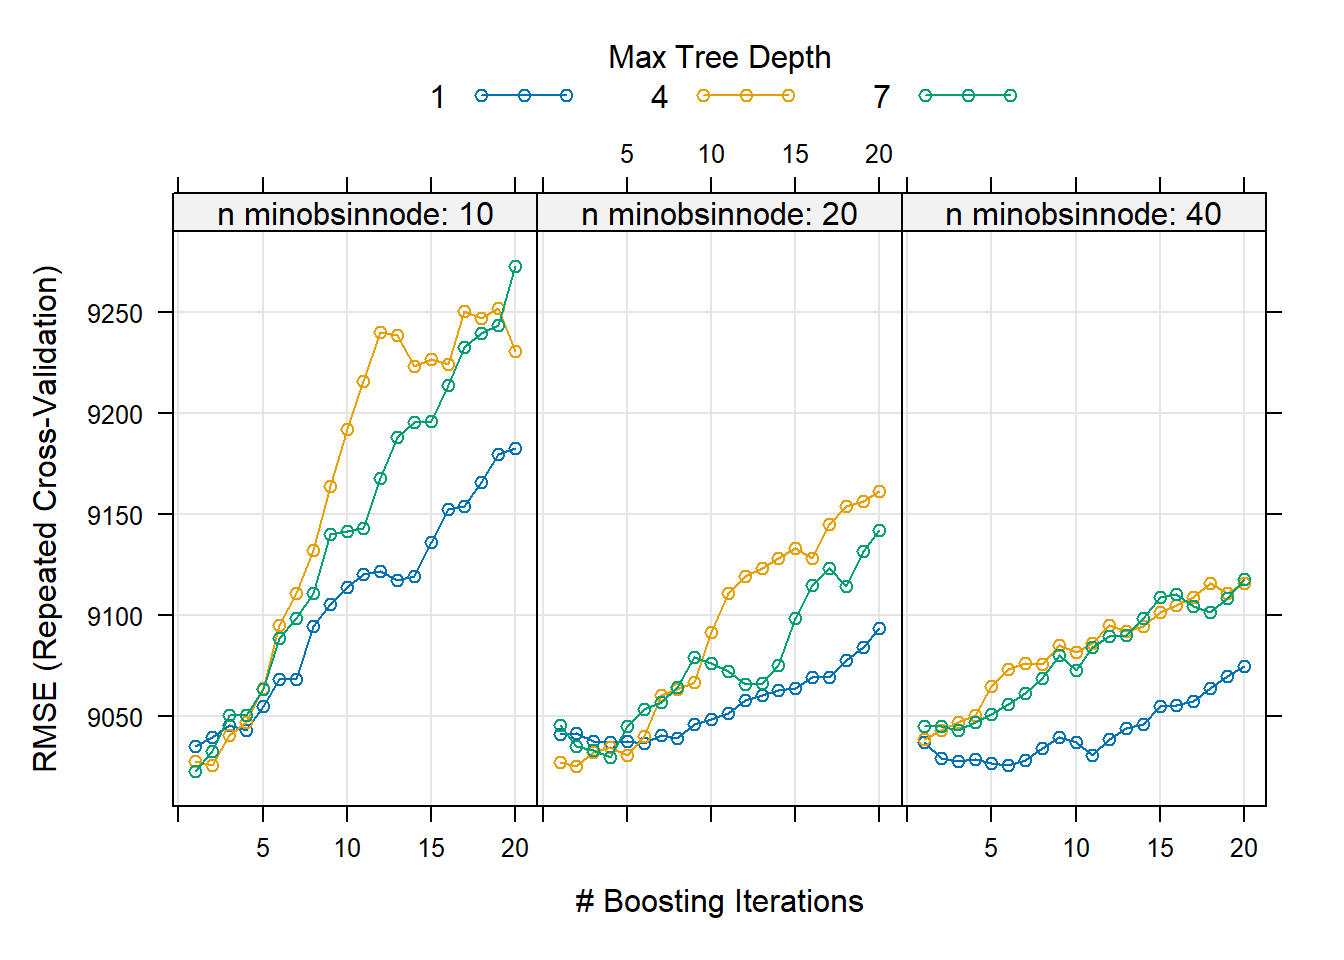 Max Tree Depth
1 4 7
5 10 15 20
n minobsinnode: 10 n minobsinnode: 20 n minobsinnode: 40
RMSE (Repeated Cross-Validation)
9250
9200
9150
9100
9050
5 10 15 20 5 10 15 20
# Boosting Iterations